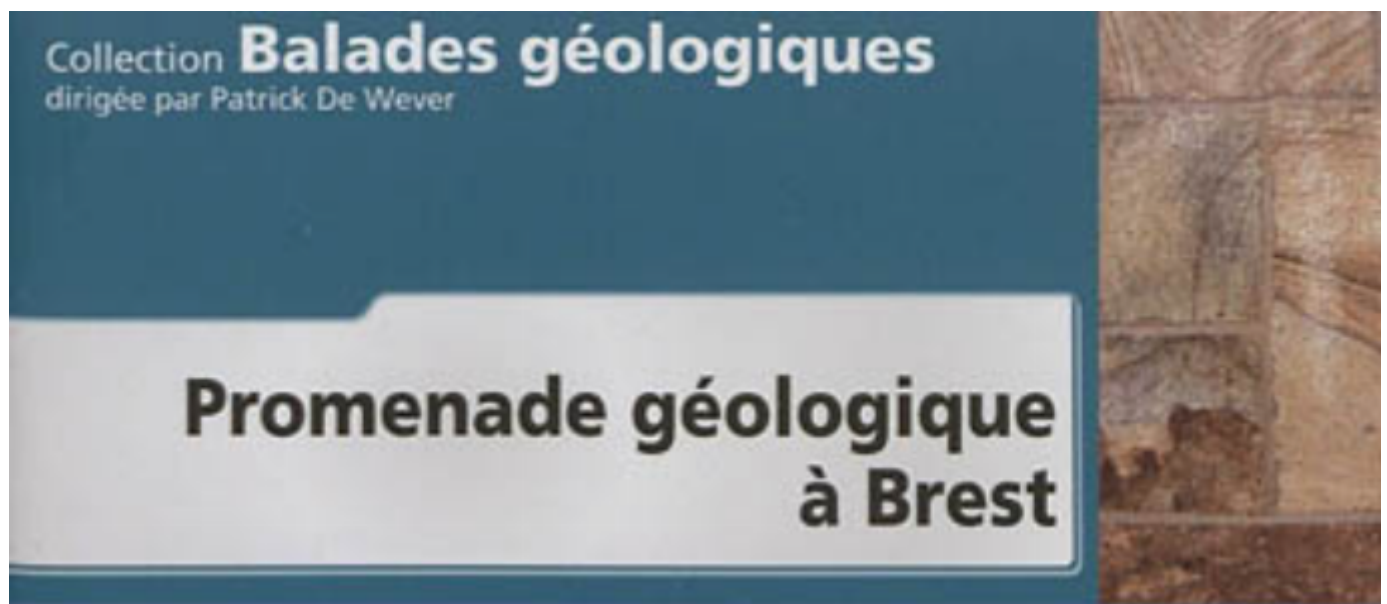 Collection Balades géologiques
dirigée par Patrick De Wever
Promenade géologique
à Brest